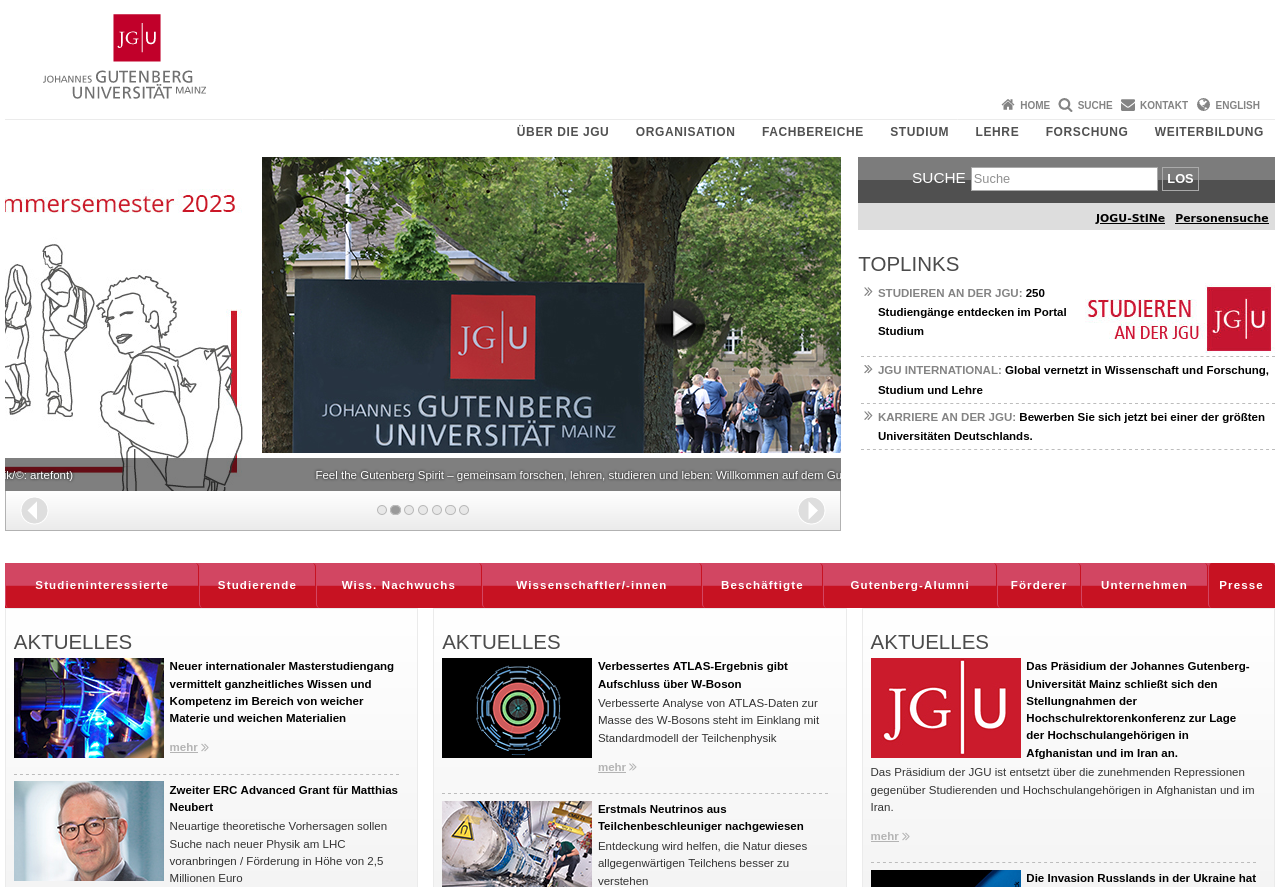 JGU
JOHANNES GUTENBERG
UNIVERSITÄT MAINZ
HOME SUCHE KONTAKT ENGLISH
ÜBER DIE JGU ORGANISATION FACHBEREICHE STUDIUM LEHRE FORSCHUNG WEITERBILDUNG
mmersemester 2023
JGU
JOHANNES GUTENBERG
UNIVERSITÄT MAINZ
k/©: artefont)
Feel the Gutenberg Spirit – gemeinsam forschen, lehren, studieren und leben: Willkommen auf dem Gu
SUCHE Suche LOS
JOGU-StINe Personensuche
TOPLINKS
» STUDIEREN AN DER JGU: 250
Studiengänge entdecken im Portal
Studium
STUDIEREN
AN DER JGU
JGU
» JGU INTERNATIONAL: Global vernetzt in Wissenschaft und Forschung,
Studium und Lehre
» KARRIERE AN DER JGU: Bewerben Sie sich jetzt bei einer der größten
Universitäten Deutschlands.
Studieninteressierte Studierende Wiss. Nachwuchs Wissenschaftler/-innen Beschäftigte Gutenberg-Alumni Förderer Unternehmen Presse
AKTUELLES
Neuer internationaler Masterstudiengang
vermittelt ganzheitliches Wissen und
Kompetenz im Bereich von weicher
Materie und weichen Materialien
mehr »
Zweiter ERC Advanced Grant für Matthias
Neubert
Neuartige theoretische Vorhersagen sollen
Suche nach neuer Physik am LHC
voranbringen / Förderung in Höhe von 2,5
Millionen Euro
AKTUELLES
Verbessertes ATLAS-Ergebnis gibt
Aufschluss über W-Boson
Verbesserte Analyse von ATLAS-Daten zur
Masse des W-Bosons steht im Einklang mit
Standardmodell der Teilchenphysik
mehr »
Erstmals Neutrinos aus
Teilchenbeschleuniger nachgewiesen
Entdeckung wird helfen, die Natur dieses
allgegenwärtigen Teilchens besser zu
verstehen
AKTUELLES
JGU
Das Präsidium der Johannes Gutenberg-
Universität Mainz schließt sich den
Stellungnahmen der
Hochschulrektorenkonferenz zur Lage
der Hochschulangehörigen in
Afghanistan und im Iran an.
Das Präsidium der JGU ist entsetzt über die zunehmenden Repressionen
gegenüber Studierenden und Hochschulangehörigen in Afghanistan und im
Iran.
mehr »
Die Invasion Russlands in der Ukraine hat